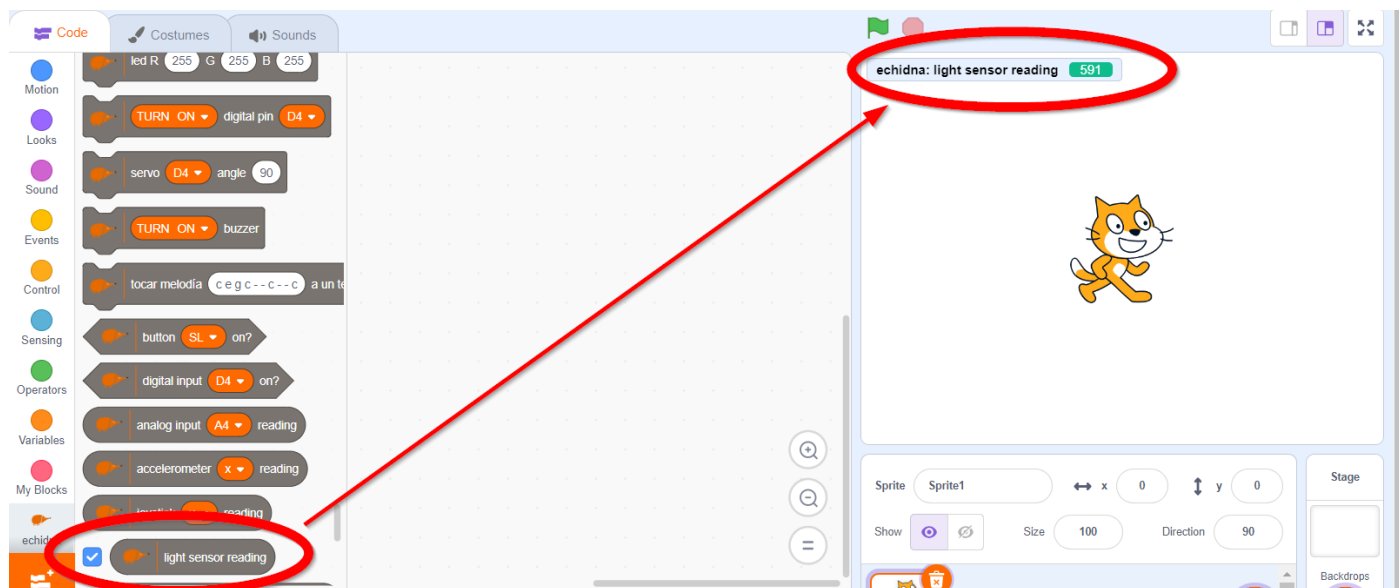 Code
Costumes
Sounds
Motion
Looks
Sound
Events
Control
Sensing
Operators
Variables
My Blocks
led R 255 G 255 B 255
TURN ON digital pin D4
servo D4 angle 90
TURN ON buzzer
tocar melodía c e g c - - c - - c a un
button SL on?
digital input D4 on?
analog input A4 reading
accelerometer x reading
reading
light sensor reading
echidna: light sensor reading 591
Sprite Sprite1 x 0 y 0
Show Size 100 Direction 90
Stage
Backdrops